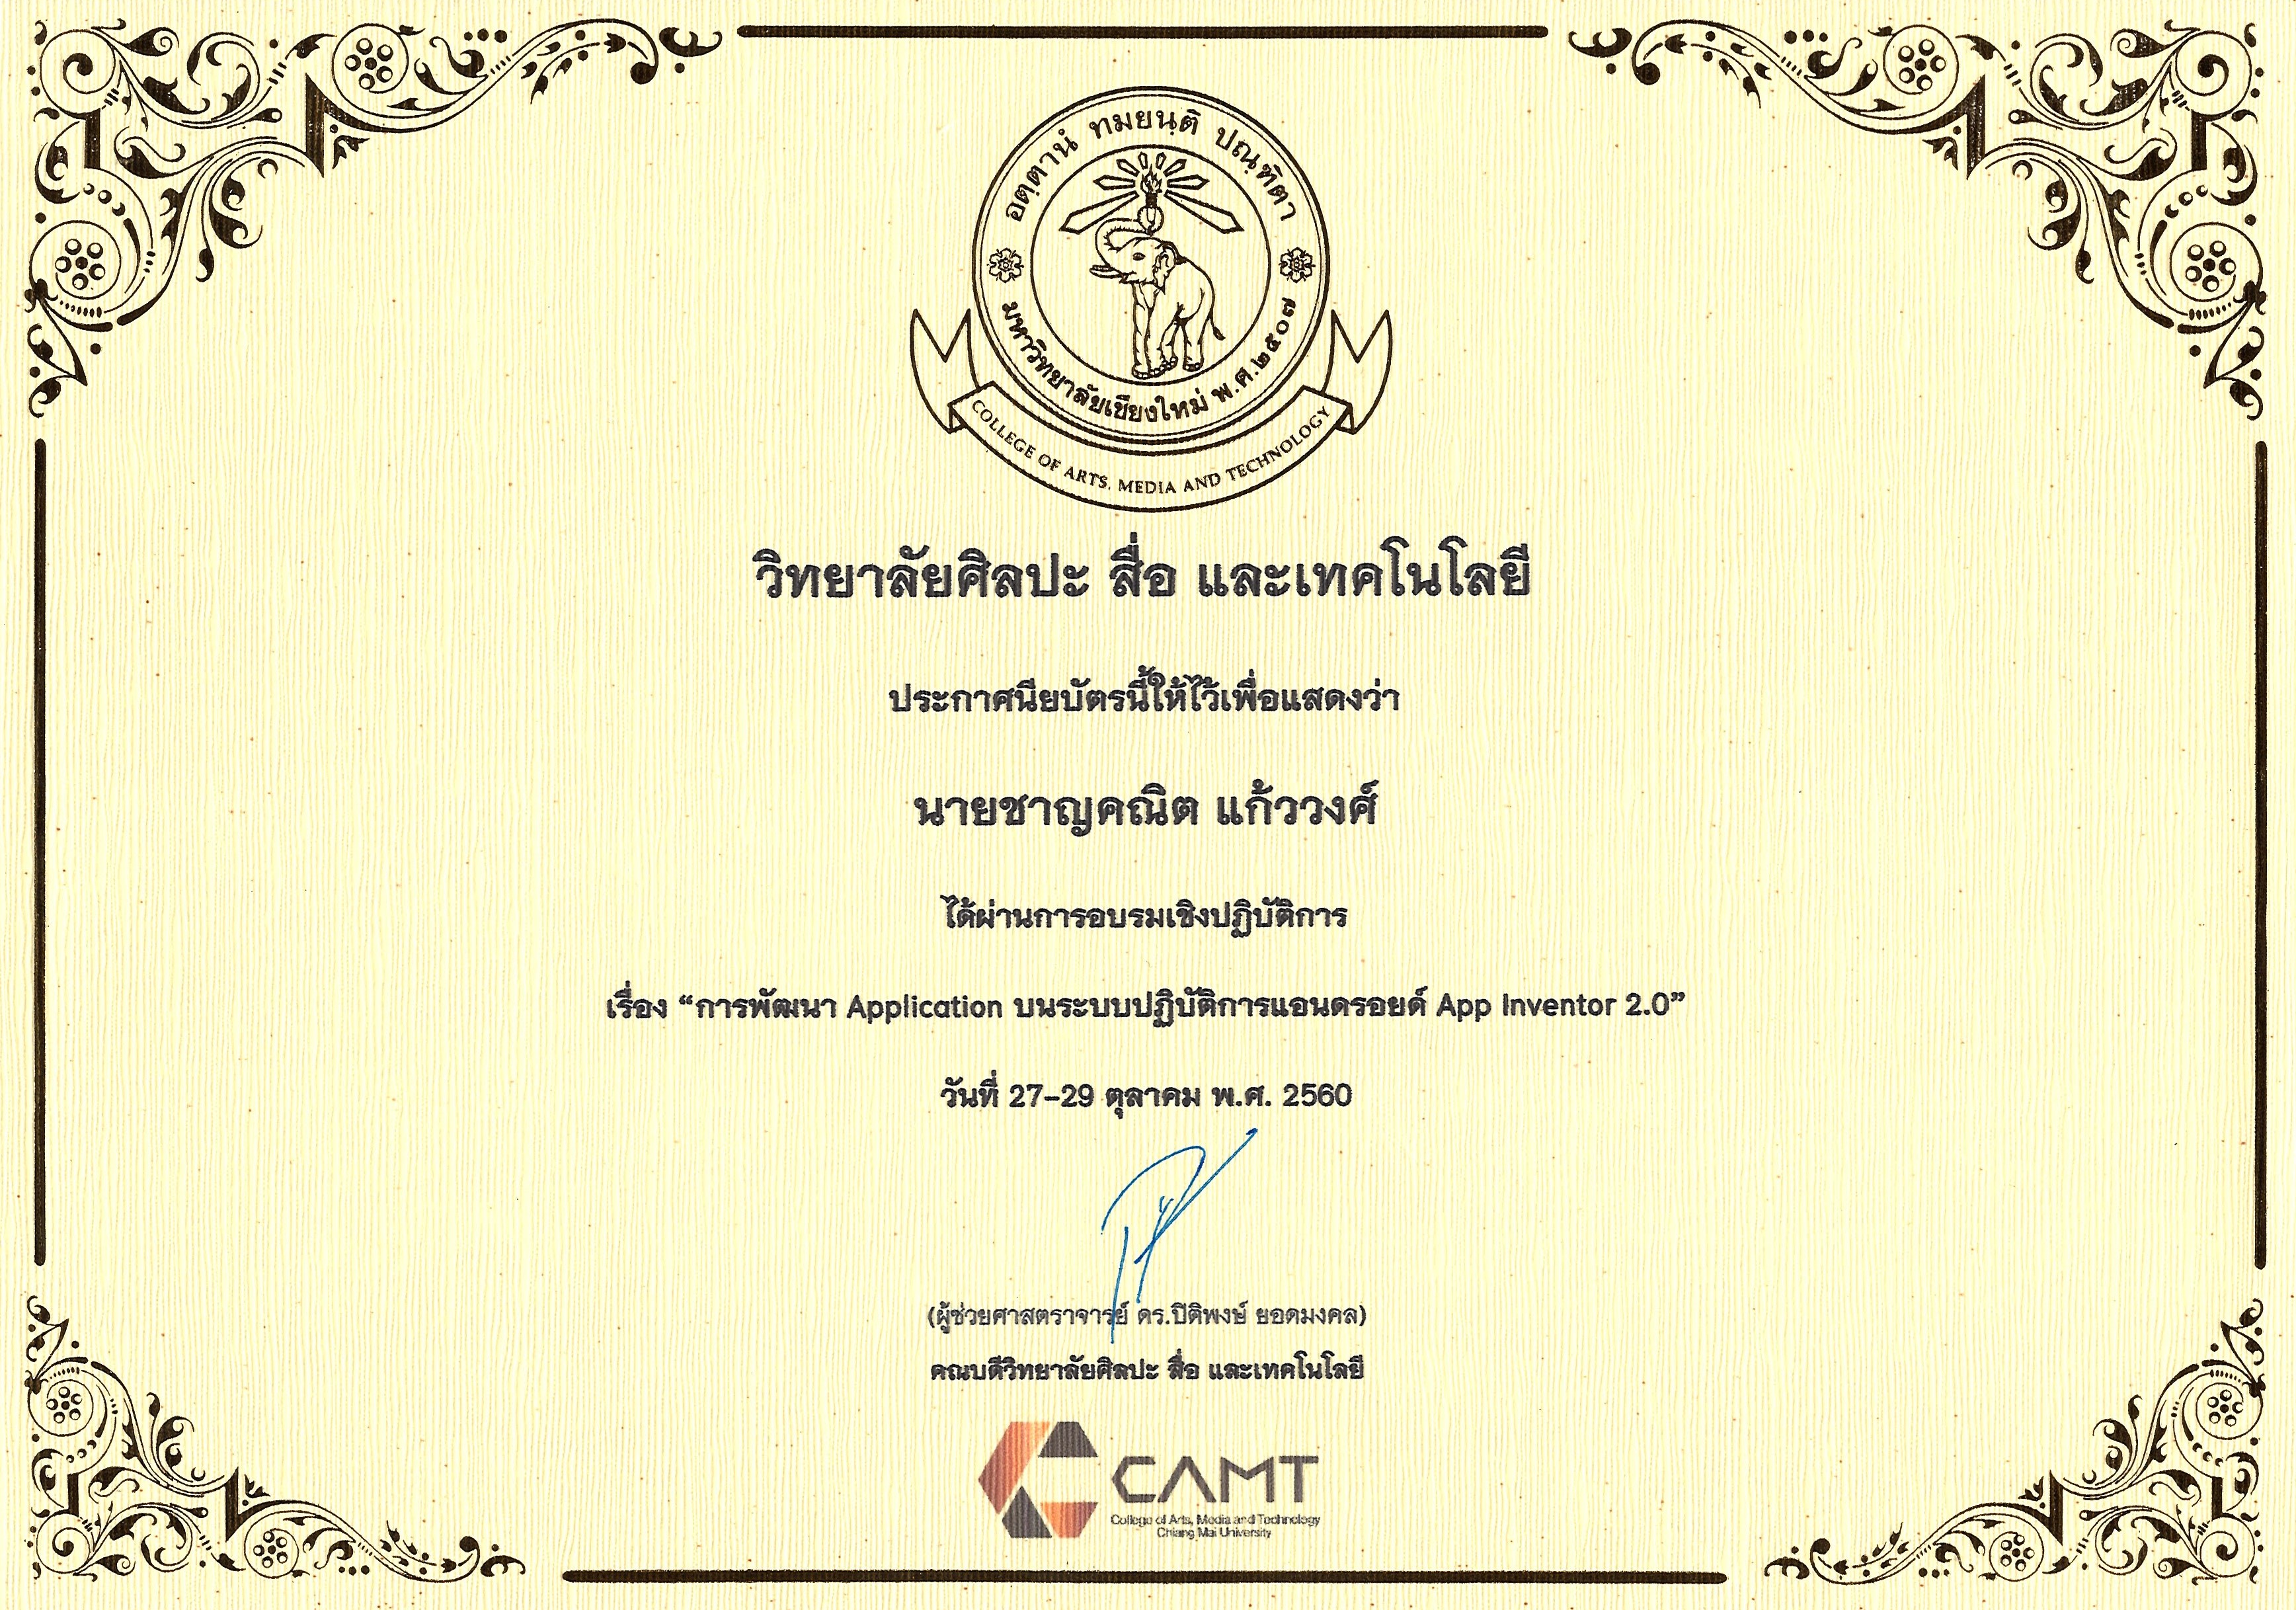 อตฺตานํ ทมยนฺติ ปณฺฑิตา
มหาวิทยาลัยเชียงใหม่ พ.ศ.๒๕๐๗
COLLEGE OF ARTS, MEDIA AND TECHNOLOGY
วิทยาลัยศิลปะ สื่อ และเทคโนโลยี
ประกาศนียบัตรนี้ให้ไว้เพื่อแสดงว่า
นายชาญคณิต แก้ววงศ์
ได้ผ่านการอบรมเชิงปฏิบัติการ
เรื่อง “การพัฒนา Application บนระบบปฏิบัติการแอนดรอยด์ App Inventor 2.0”
วันที่ 27-29 ตุลาคม พ.ศ. 2560
(ผู้ช่วยศาสตราจารย์ ดร.ปิติพงษ์ ยอดมงคล)
คณบดีวิทยาลัยศิลปะ สื่อ และเทคโนโลยี
CAMT
College of Arts, Media and Technology
Chiang Mai University